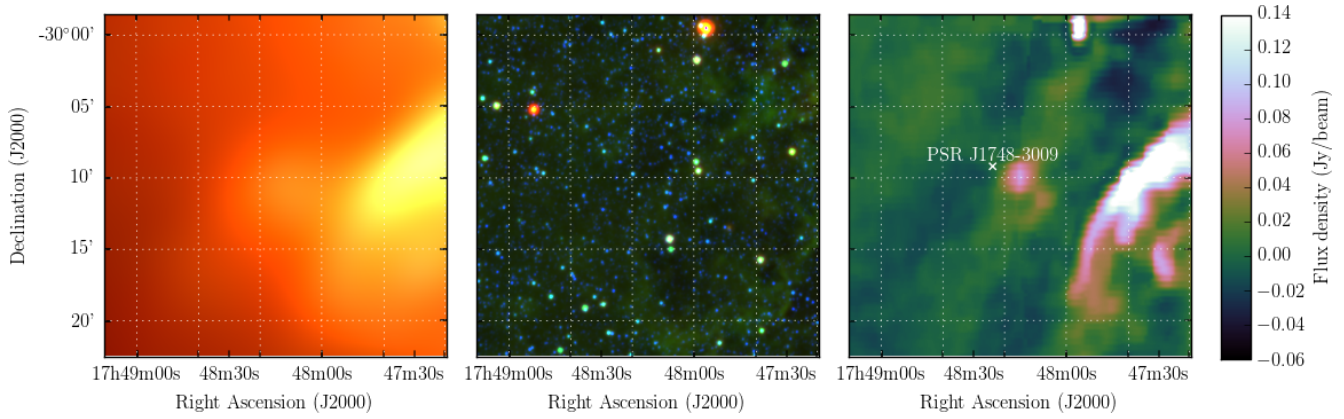 -30°00'
05'
10'
15'
20'
Declination (J2000)
17h49m00s 48m30s 48m00s 47m30s
Right Ascension (J2000)
17h49m00s 48m30s 48m00s 47m30s
Right Ascension (J2000)
PSR J1748-3009
17h49m00s 48m30s 48m00s 47m30s
Right Ascension (J2000)
0.14
0.12
0.10
0.08
0.06
0.04
0.02
0.00
−0.02
−0.04
−0.06
Flux density (Jy/beam)